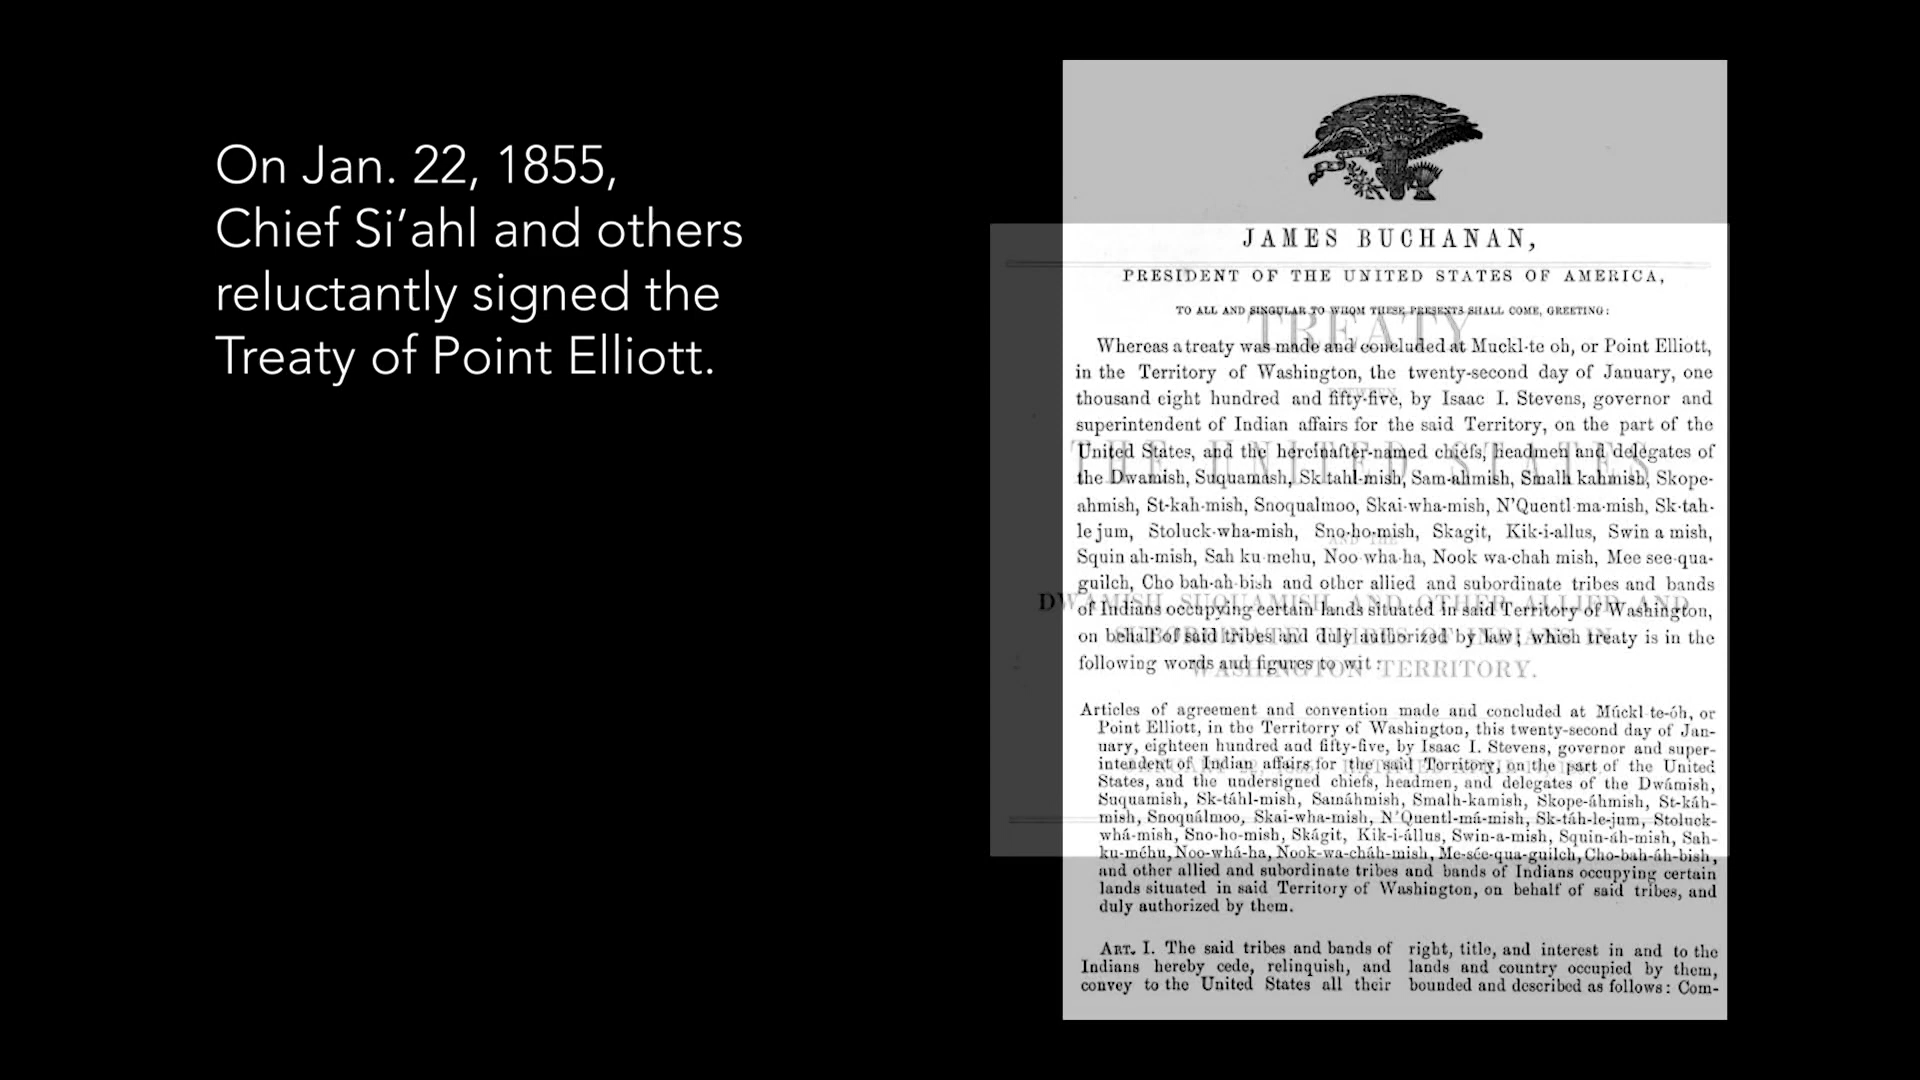 On Jan. 22, 1855,
Chief Si’ahl and others
reluctantly signed the
Treaty of Point Elliott.
JAMES BUCHANAN,
PRESIDENT OF THE UNITED STATES OF AMERICA,
TO ALL AND SINGULAR TO WHOM THESE PRESENTS SHALL COME, GREETING:
Whereas a treaty was made and concluded at Muckl-te oh, or Point Elliott,
in the Territory of Washington, the twenty-second day of January, one
thousand eight hundred and fifty-five, by Isaac I. Stevens, governor and
superintendent of Indian affairs for the said Territory, on the part of the
United States, and the hereinafter-named chiefs, headmen and delegates of
the Dwamish, Suquamash, Sk tahl-mish, Sam-ahmish, Smalh kahmish, Skope-
ahmish, St-kah-mish, Snoqualmoo, Skai-wha-mish, N’Quentl-ma-mish, Sk-tah-
le jum, Stoluck-wha-mish, Sno-ho-mish, Skagit, Kik-i-allus, Swin a mish,
Squin ah-mish, Sah ku-mehu, Noo-wha-ha, Nook wa-chah mish, Mee see-qua-
guilch, Cho bah-ah-bish and other allied and subordinate tribes and bands
of Indians occupying certain lands situated in said Territory of Washington,
on behalf of said tribes and duly authorized by law; which treaty is in the
following words and figures to wit:
Articles of agreement and convention made and concluded at Múckl-te-óh, or
Point Elliott, in the Territorry of Washington, this twenty-second day of Jan-
uary, eighteen hundred and fifty-five, by Isaac I. Stevens, governor and super-
intendent of Indian affairs for the said Territory, on the part of the United
States, and the undersigned chiefs, headmen, and delegates of the Dwámish,
Suquámish, Sk-táhl-mish, Samáhmish, Smalh-kamish, Skope-áhmish, St-káh-
mish, Snoquálmoo, Skai-wha-mish, N’Quentl-má-mish, Sk-táh-le-jum, Stoluck-
whá-mish, Sno-ho-mish, Skágit, Kik-i-állus, Swin-a-mish, Squin-áh-mish, Sah-
ku-méhu, Noo-whá-ha, Nook-wa-cháh-mish, Me-sée-qua-guilch, Cho-bah-áh-bish,
and other allied and subordinate tribes and bands of Indians occupying certain
lands situated in said Territory of Washington, on behalf of said tribes, and
duly authorized by them.
ART. I. The said tribes and bands of
Indians hereby cede, relinquish, and
convey to the United States all their
right, title, and interest in and to the
lands and country occupied by them,
bounded and described as follows: Com-
TREATY
BETWEEN
THE UNITED STATES
AND THE
DWAMISH, SUQUAMISH, AND OTHER ALLIED AND
SUBORDINATE TRIBES OF INDIANS IN
WASHINGTON TERRITORY.